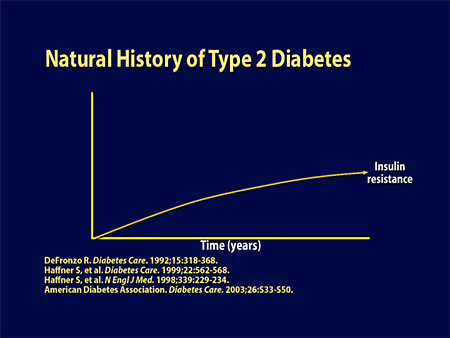 Natural History of Type 2 Diabetes
Insulin
resistance
Time (years)
DeFronzo R. Diabetes Care. 1992;15:318-368.
Haffner S, et al. Diabetes Care. 1999;22:562-568.
Haffner S, et al. N Engl J Med. 1998;339:229-234.
American Diabetes Association. Diabetes Care. 2003;26:S33-S50.